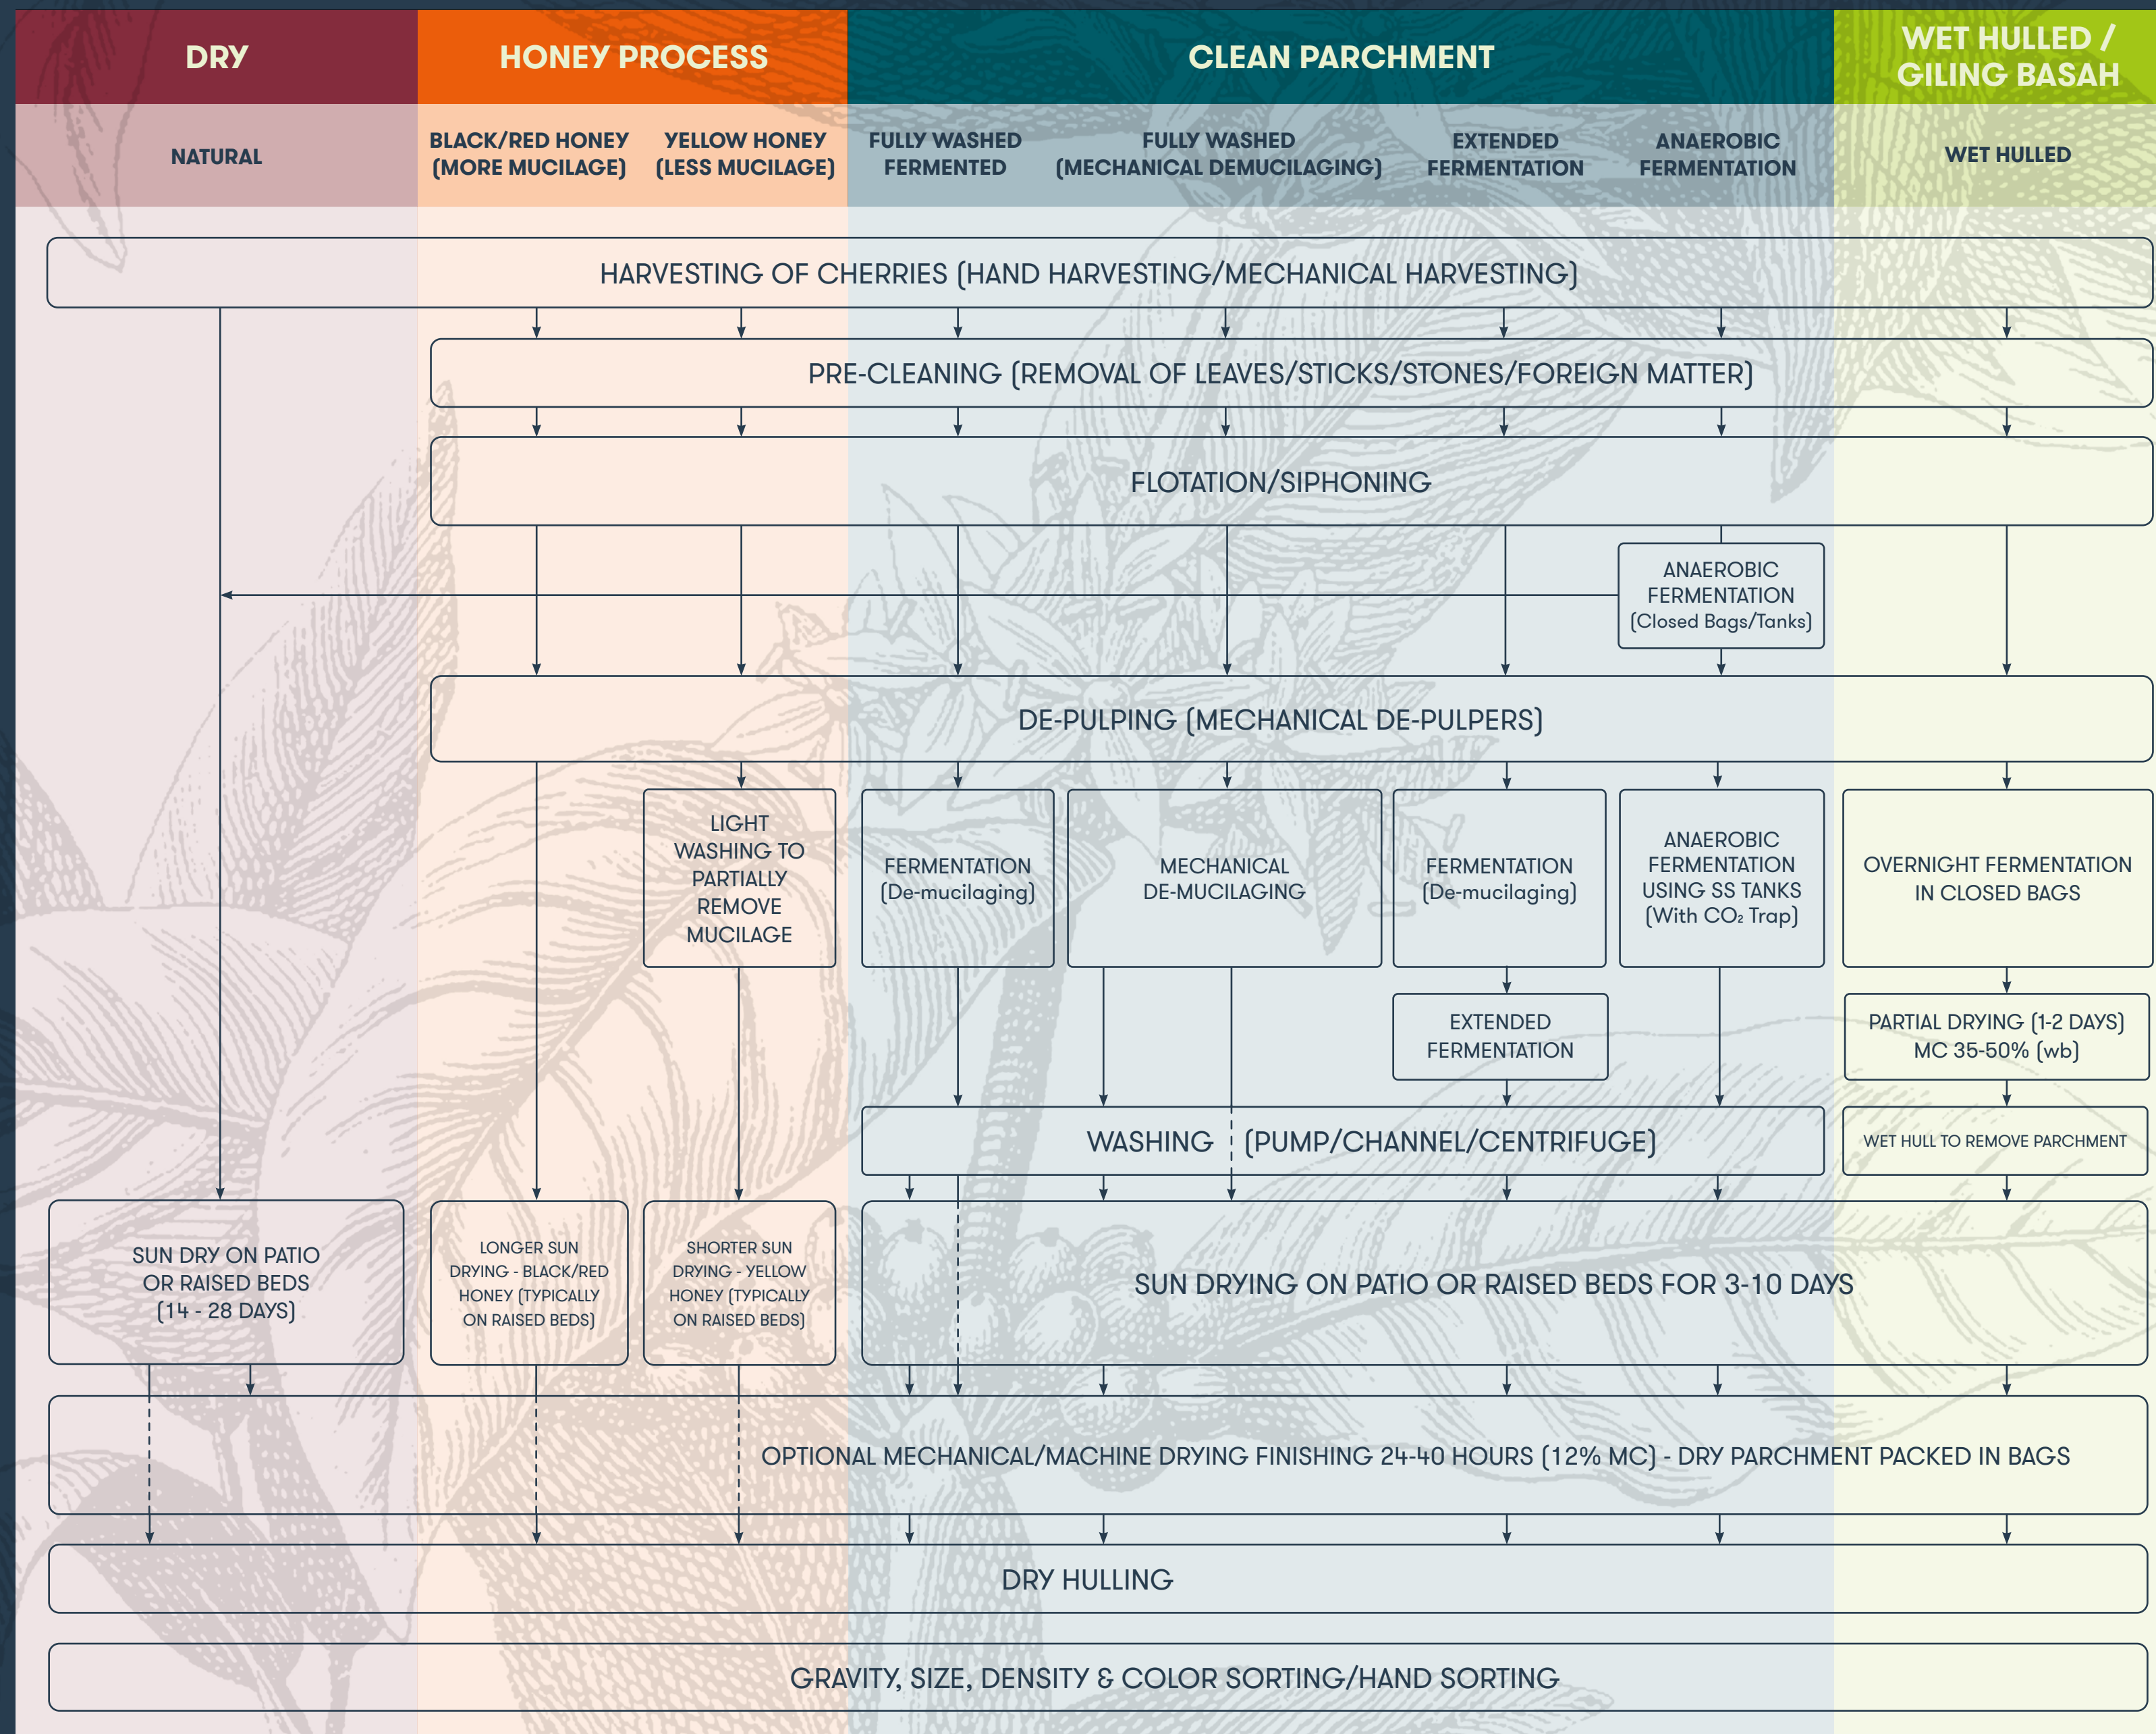 DRY
HONEY PROCESS
CLEAN PARCHMENT
WET HULLED /
GILING BASAH
NATURAL
BLACK/RED HONEY
(MORE MUCILAGE)
YELLOW HONEY
(LESS MUCILAGE)
FULLY WASHED
FERMENTED
FULLY WASHED
(MECHANICAL DEMUCILAGING)
EXTENDED
FERMENTATION
ANAEROBIC
FERMENTATION
WET HULLED
HARVESTING OF CHERRIES (HAND HARVESTING/MECHANICAL HARVESTING)
PRE-CLEANING (REMOVAL OF LEAVES/STICKS/STONES/FOREIGN MATTER)
FLOTATION/SIPHONING
ANAEROBIC
FERMENTATION
(Closed Bags/Tanks)
DE-PULPING (MECHANICAL DE-PULPERS)
LIGHT
WASHING TO
PARTIALLY
REMOVE
MUCILAGE
FERMENTATION
(De-mucilaging)
MECHANICAL
DE-MUCILAGING
FERMENTATION
(De-mucilaging)
ANAEROBIC
FERMENTATION
USING SS TANKS
(With CO₂ Trap)
OVERNIGHT FERMENTATION
IN CLOSED BAGS
EXTENDED
FERMENTATION
PARTIAL DRYING (1-2 DAYS)
MC 35-50% (wb)
WASHING (PUMP/CHANNEL/CENTRIFUGE)
WET HULL TO REMOVE PARCHMENT
SUN DRY ON PATIO
OR RAISED BEDS
(14 - 28 DAYS)
LONGER SUN
DRYING - BLACK/RED
HONEY (TYPICALLY
ON RAISED BEDS)
SHORTER SUN
DRYING - YELLOW
HONEY (TYPICALLY
ON RAISED BEDS)
SUN DRYING ON PATIO OR RAISED BEDS FOR 3-10 DAYS
OPTIONAL MECHANICAL/MACHINE DRYING FINISHING 24-40 HOURS (12% MC) - DRY PARCHMENT PACKED IN BAGS
DRY HULLING
GRAVITY, SIZE, DENSITY & COLOR SORTING/HAND SORTING